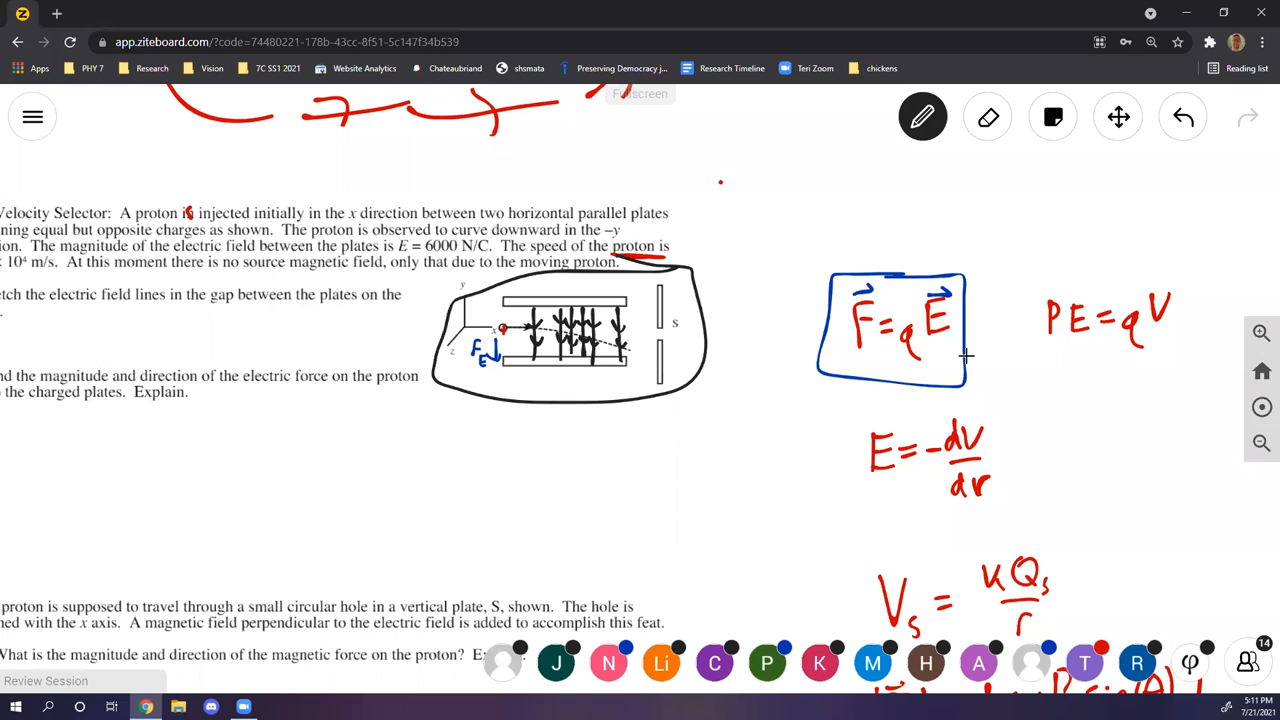 app.ziteboard.com/?code=74480221-178b-43cc-8f51-5c147f34b539
Apps PHY 7 Research Vision 7C SS1 2021 Website Analytics Chateaubriand shsmata Preserving Democracy j... Research Timeline Teri Zoom chickens Reading list
Fullscreen
Velocity Selector: A proton is injected initially in the x direction between two horizontal parallel plates
ning equal but opposite charges as shown. The proton is observed to curve downward in the –y
ion. The magnitude of the electric field between the plates is E = 6000 N/C. The speed of the proton is
× 10⁴ m/s. At this moment there is no source magnetic field, only that due to the moving proton.
etch the electric field lines in the gap between the plates on the
.
y
x
z
S
F_E
nd the magnitude and direction of the electric force on the proton
o the charged plates. Explain.
F = qE
PE = qV
E = - dV/dr
V_s = kQ_s/r
proton is supposed to travel through a small circular hole in a vertical plate, S, shown. The hole is
ned with the x axis. A magnetic field perpendicular to the electric field is added to accomplish this feat.
What is the magnitude and direction of the magnetic force on the proton?
Review Session
J N Li C P K M H A T R φ
14
5:11 PM
7/21/2021